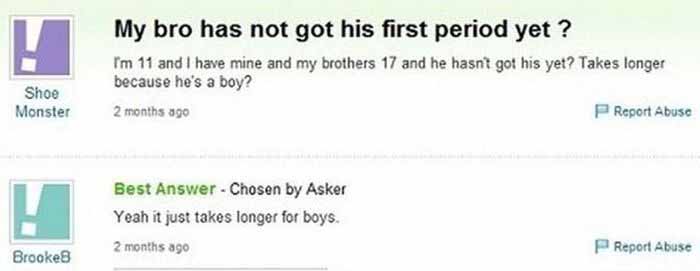 My bro has not got his first period yet ?
I'm 11 and I have mine and my brothers 17 and he hasn't got his yet? Takes longer
because he's a boy?
Shoe
Monster
2 months ago
Report Abuse
Best Answer - Chosen by Asker
Yeah it just takes longer for boys.
2 months ago
Report Abuse
BrookeB